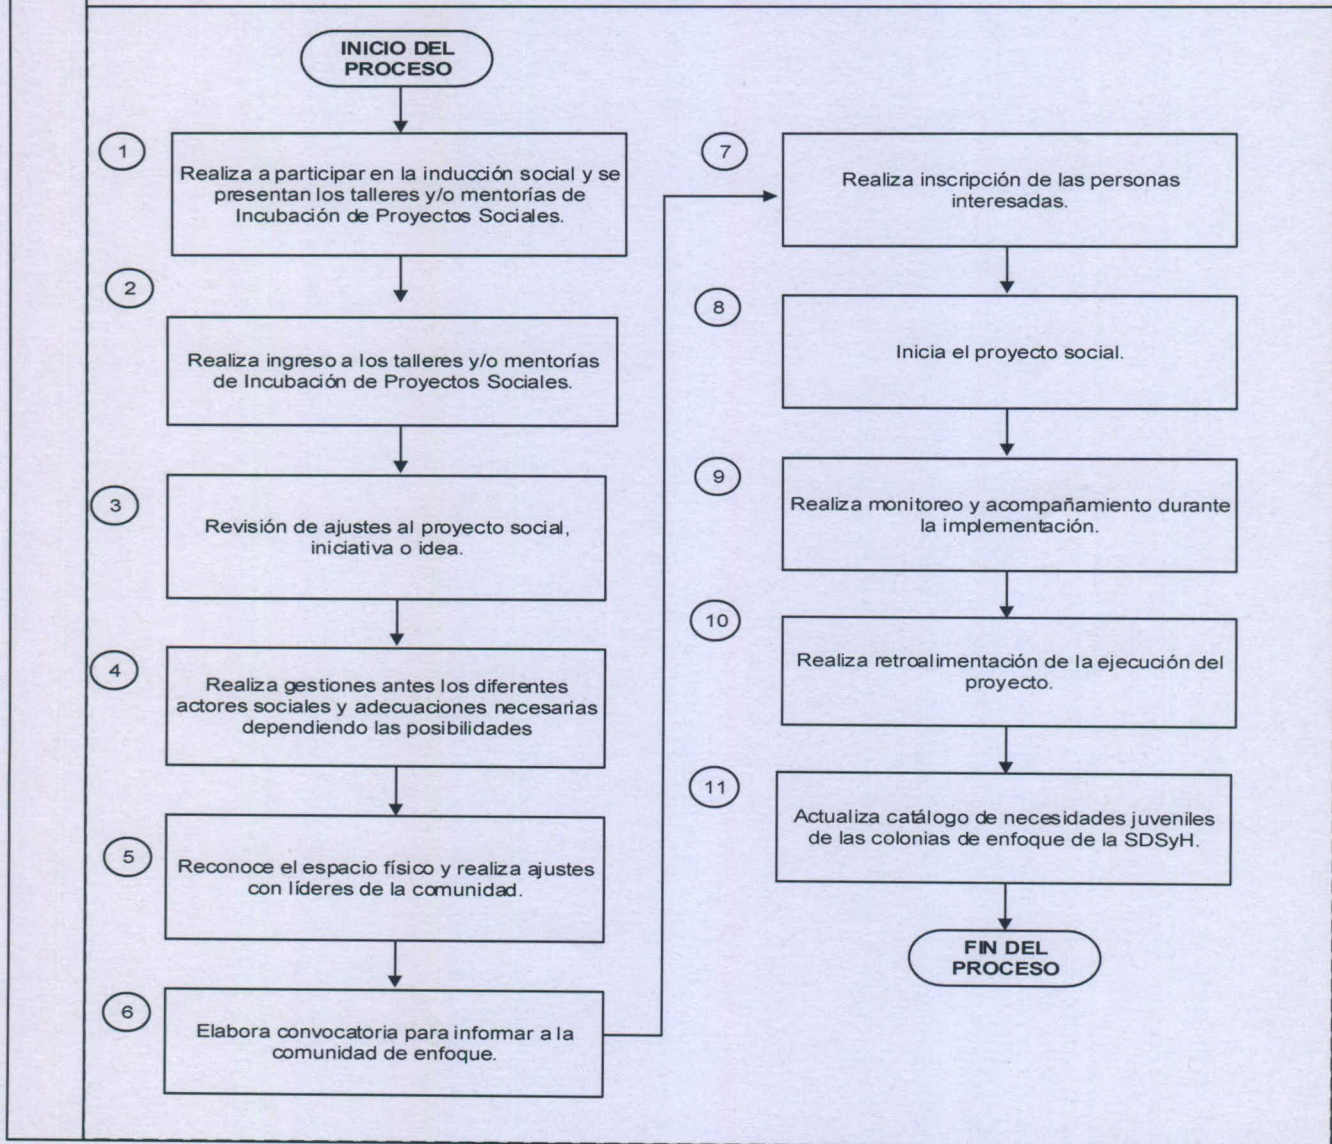 INICIO DEL
PROCESO
1
Realiza a participar en la inducción social y se
presentan los talleres y/o mentorías de
Incubación de Proyectos Sociales.
2
Realiza ingreso a los talleres y/o mentorías
de Incubación de Proyectos Sociales.
3
Revisión de ajustes al proyecto social,
iniciativa o idea.
4
Realiza gestiones antes los diferentes
actores sociales y adecuaciones necesarias
dependiendo las posibilidades
5
Reconoce el espacio físico y realiza ajustes
con líderes de la comunidad.
6
Elabora convocatoria para informar a la
comunidad de enfoque.
7
Realiza inscripción de las personas
interesadas.
8
Inicia el proyecto social.
9
Realiza monitoreo y acompañamiento durante
la implementación.
10
Realiza retroalimentación de la ejecución del
proyecto.
11
Actualiza catálogo de necesidades juveniles
de las colonias de enfoque de la SDSyH.
FIN DEL
PROCESO